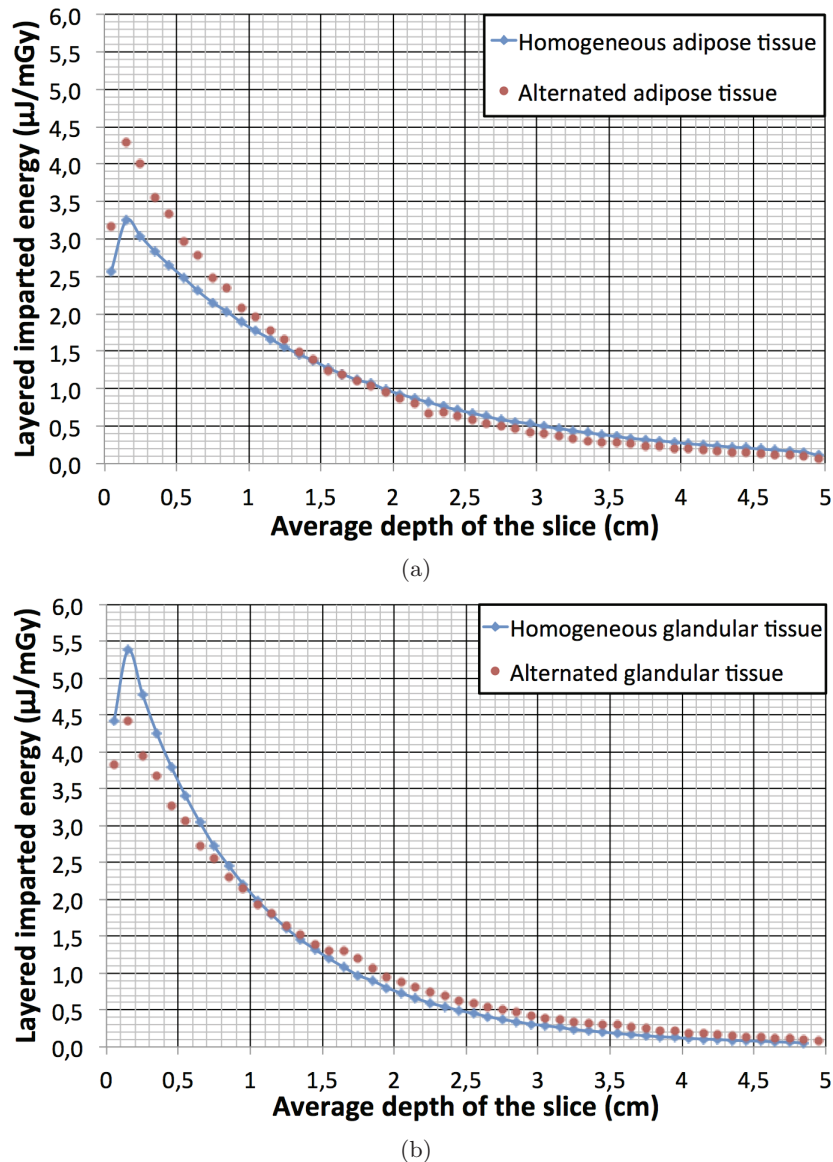 6,0
5,5
5,0
4,5
4,0
3,5
3,0
2,5
2,0
1,5
1,0
0,5
0,0
Layered imparted energy (µJ/mGy)
Homogeneous adipose tissue
Alternated adipose tissue
0 0,5 1 1,5 2 2,5 3 3,5 4 4,5 5
Average depth of the slice (cm)
(a)
6,0
5,5
5,0
4,5
4,0
3,5
3,0
2,5
2,0
1,5
1,0
0,5
0,0
Layered imparted energy (µJ/mGy)
Homogeneous glandular tissue
Alternated glandular tissue
0 0,5 1 1,5 2 2,5 3 3,5 4 4,5 5
Average depth of the slice (cm)
(b)